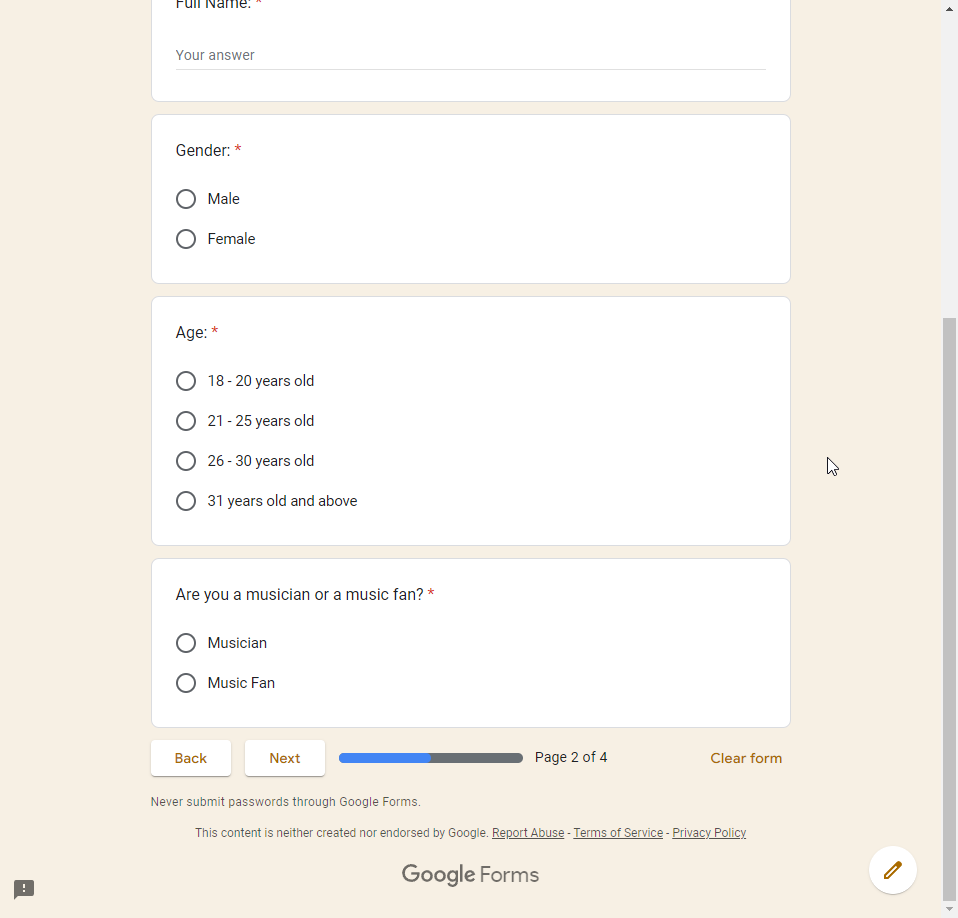 Full Name: *
Your answer
Gender: *
Male
Female
Age: *
18 - 20 years old
21 - 25 years old
26 - 30 years old
31 years old and above
Are you a musician or a music fan? *
Musician
Music Fan
Back Next Page 2 of 4 Clear form
Never submit passwords through Google Forms.
This content is neither created nor endorsed by Google. Report Abuse - Terms of Service - Privacy Policy
Google Forms